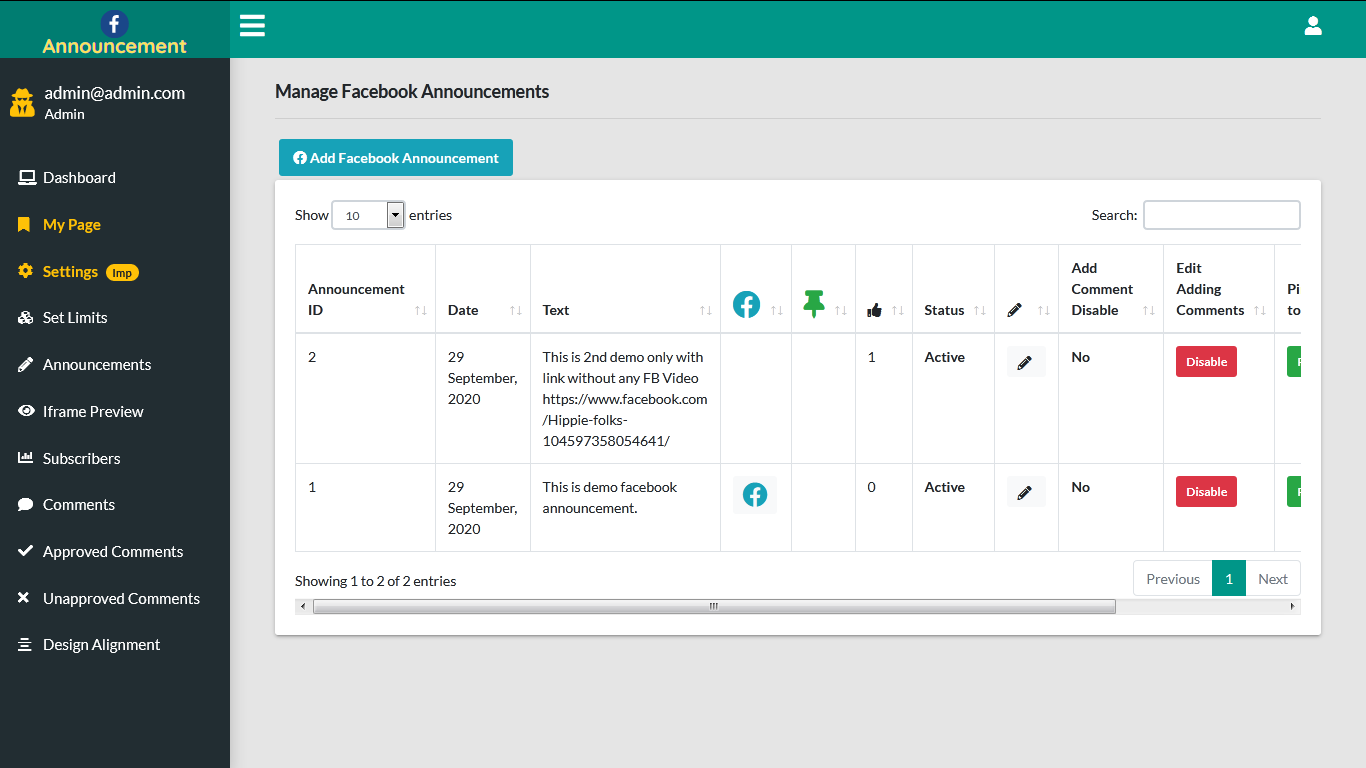 Announcement
admin@admin.com
Admin
Dashboard
My Page
Settings Imp
Set Limits
Announcements
Iframe Preview
Subscribers
Comments
Approved Comments
Unapproved Comments
Design Alignment
Manage Facebook Announcements
Add Facebook Announcement
Show 10 entries
Search:
Announcement
ID
Date
Text
Status
Add
Comment
Disable
Edit
Adding
Comments
Pi
to
2
29
September,
2020
This is 2nd demo only with
link without any FB Video
https://www.facebook.com
/Hippie-folks-
104597358054641/
1
Active
No
Disable
1
29
September,
2020
This is demo facebook
announcement.
0
Active
No
Disable
Showing 1 to 2 of 2 entries
Previous 1 Next